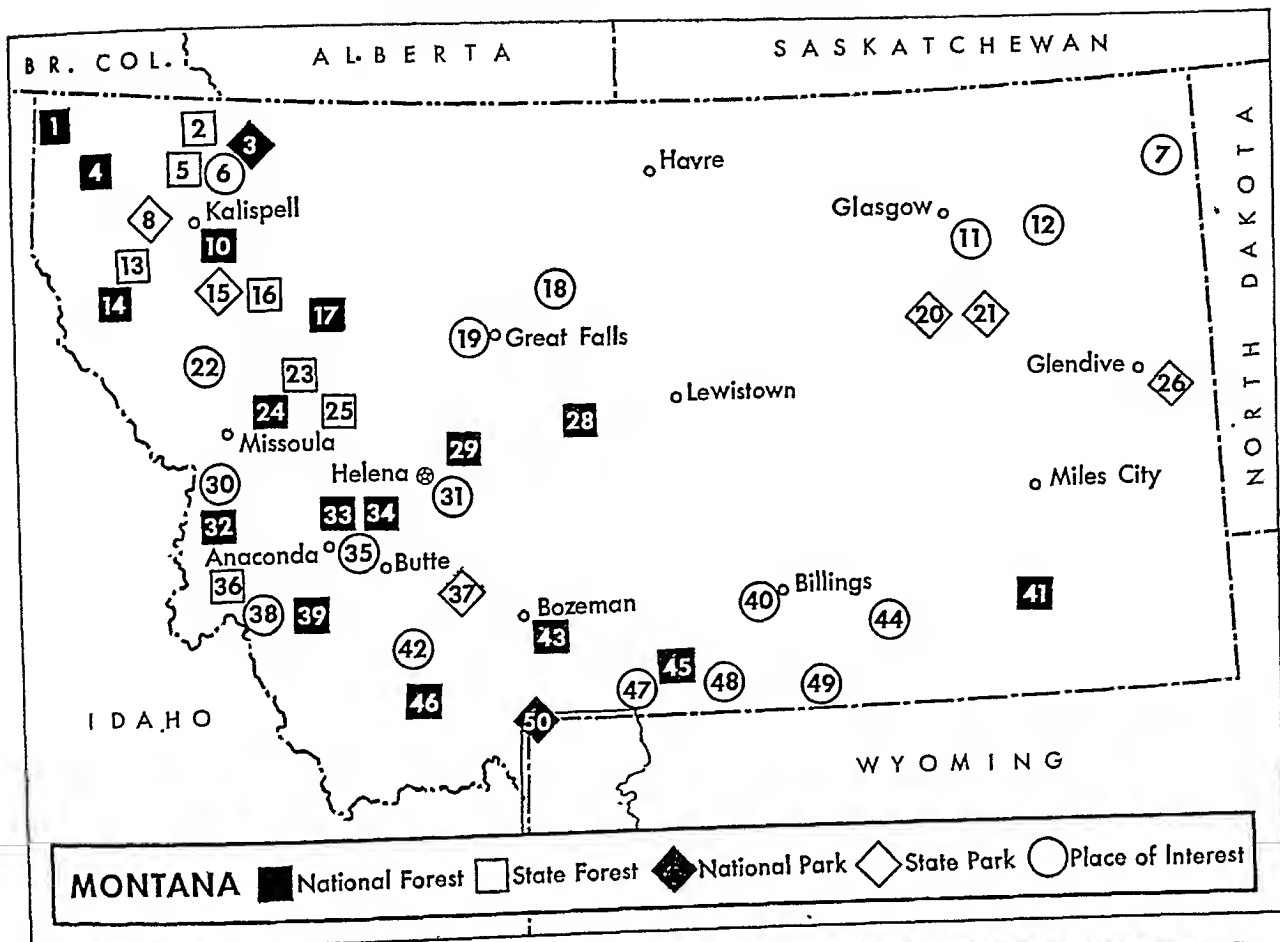 BR. COL. ALBERTA SASKATCHEWAN
1 2 3
4 5 6 Havre 7
8 Kalispell Glasgow 11 12
10
13
14 15 16 17 18
19 Great Falls 20 21
22 23 Glendive 26
24 25 28 Lewistown
Missoula 29
Helena 31 Miles City
30
32 33 34
Anaconda 35 Butte
36 37 40 Billings 41
38 39 Bozeman 44
42 43
45
46 47 48 49
50
NORTH DAKOTA
IDAHO
WYOMING
MONTANA National Forest State Forest National Park State Park Place of Interest